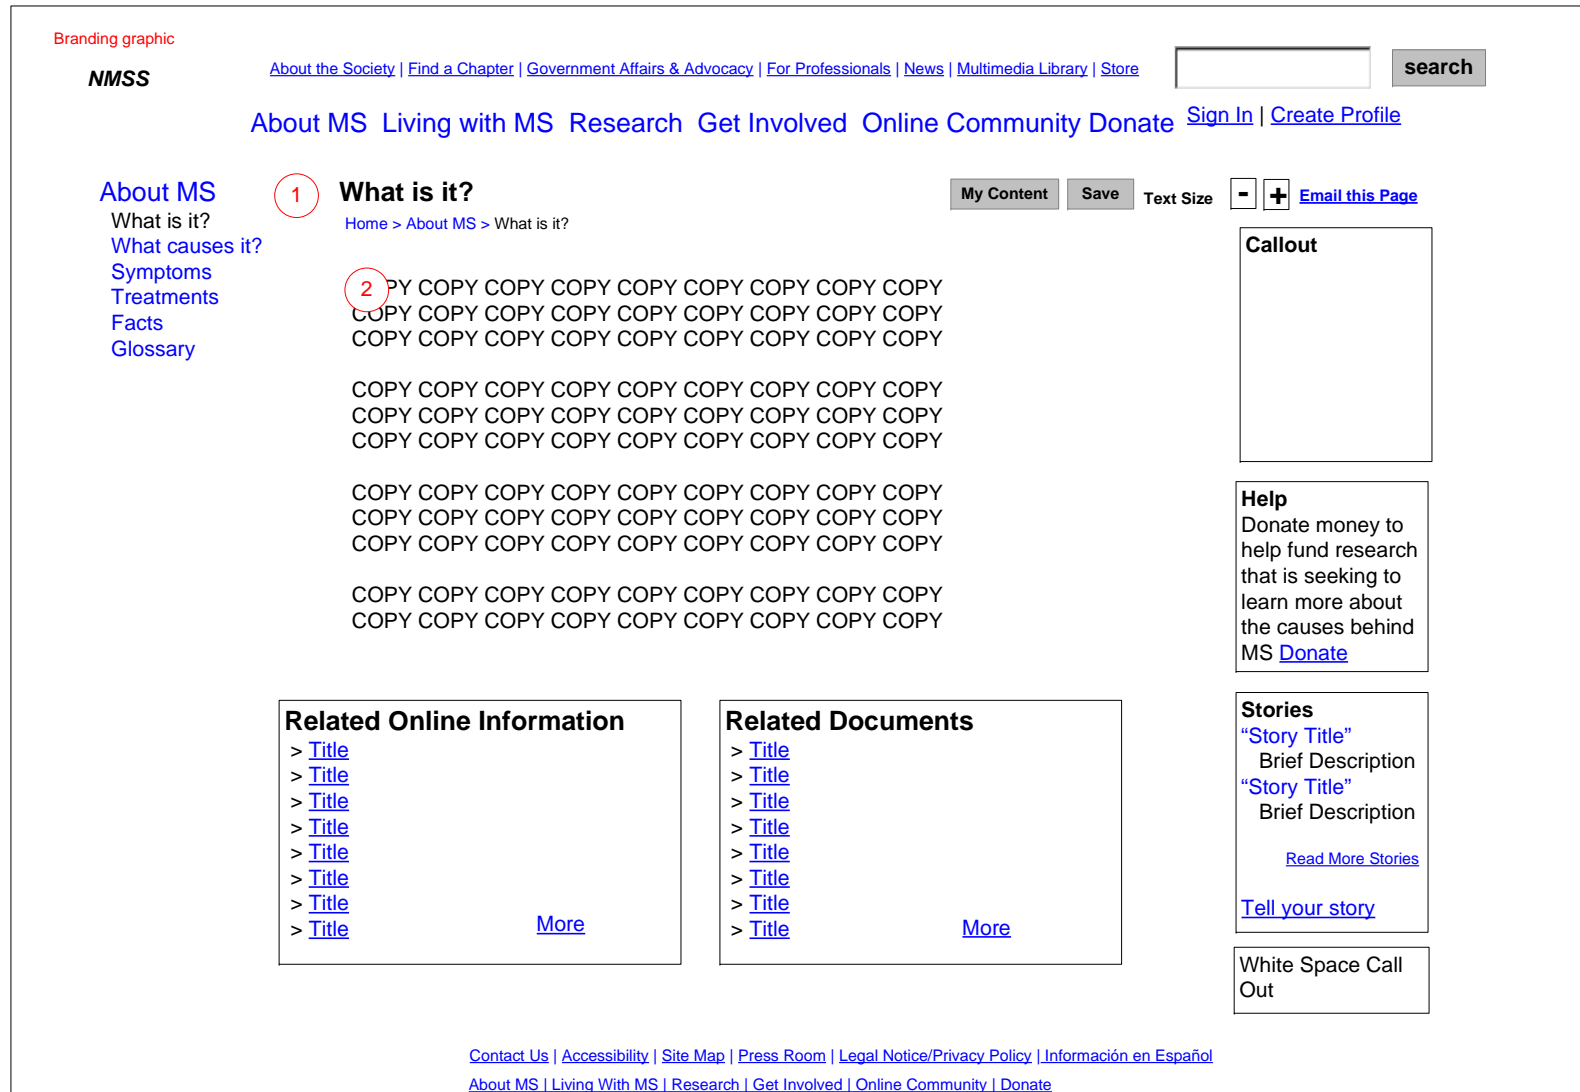 Branding graphic
NMSS
About the Society | Find a Chapter | Government Affairs & Advocacy | For Professionals | News | Multimedia Library | Store
search
About MS Living with MS Research Get Involved Online Community Donate
Sign In | Create Profile
About MS
What is it?
What causes it?
Symptoms
Treatments
Facts
Glossary
1
What is it?
My Content
Save
Text Size
-
+
Email this Page
Home > About MS > What is it?
2
PY COPY COPY COPY COPY COPY COPY COPY COPY
COPY COPY COPY COPY COPY COPY COPY COPY COPY
COPY COPY COPY COPY COPY COPY COPY COPY COPY
COPY COPY COPY COPY COPY COPY COPY COPY COPY
COPY COPY COPY COPY COPY COPY COPY COPY COPY
COPY COPY COPY COPY COPY COPY COPY COPY COPY
COPY COPY COPY COPY COPY COPY COPY COPY COPY
COPY COPY COPY COPY COPY COPY COPY COPY COPY
COPY COPY COPY COPY COPY COPY COPY COPY COPY
COPY COPY COPY COPY COPY COPY COPY COPY COPY
COPY COPY COPY COPY COPY COPY COPY COPY COPY
Callout
Help
Donate money to
help fund research
that is seeking to
learn more about
the causes behind
MS Donate
Related Online Information
> Title
> Title
> Title
> Title
> Title
> Title
> Title
> Title
More
Related Documents
> Title
> Title
> Title
> Title
> Title
> Title
> Title
> Title
More
Stories
“Story Title”
Brief Description
“Story Title”
Brief Description
Read More Stories
Tell your story
White Space Call
Out
Contact Us | Accessibility | Site Map | Press Room | Legal Notice/Privacy Policy | Información en Español
About MS | Living With MS | Research | Get Involved | Online Community | Donate